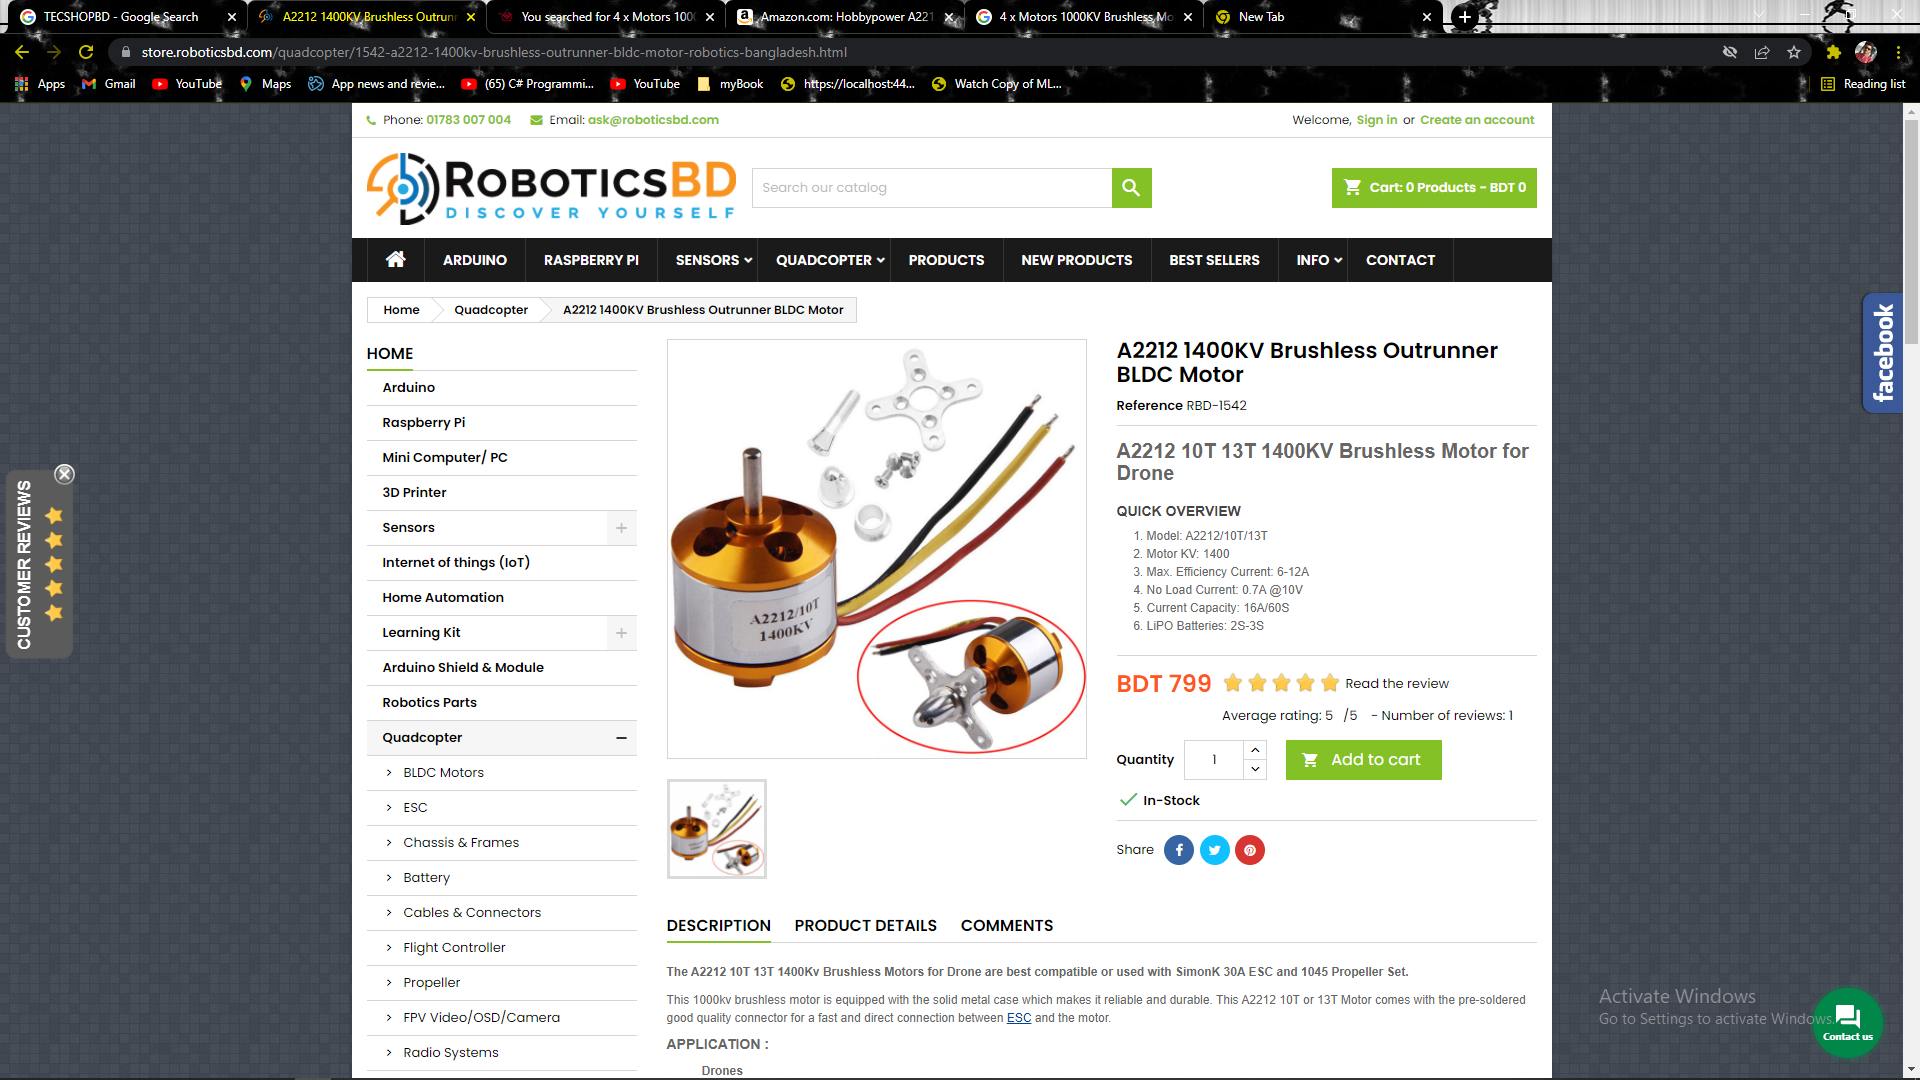 TECHSHOPBD - Google Search
A2212 1400KV Brushless Outrunn
You searched for 4 x Motors 100
Amazon.com: Hobbypower A221
4 x Motors 1000KV Brushless Mo
New Tab
store.roboticsbd.com/quadcopter/1542-a2212-1400kv-brushless-outrunner-bldc-motor-robotics-bangladesh.html
Apps
Gmail
YouTube
Maps
App news and revie...
(65) C# Programmi...
YouTube
myBook
https://localhost:44...
Watch Copy of ML...
Reading list
Phone: 01783 007 004
Email: ask@roboticsbd.com
Welcome, Sign in or Create an account
ROBOTICSBD
DISCOVER YOURSELF
Search our catalog
Cart: 0 Products - BDT 0
ARDUINO
RASPBERRY PI
SENSORS
QUADCOPTER
PRODUCTS
NEW PRODUCTS
BEST SELLERS
INFO
CONTACT
Home
Quadcopter
A2212 1400KV Brushless Outrunner BLDC Motor
HOME
Arduino
Raspberry Pi
Mini Computer/ PC
3D Printer
Sensors
Internet of things (IoT)
Home Automation
Learning Kit
Arduino Shield & Module
Robotics Parts
Quadcopter
BLDC Motors
ESC
Chassis & Frames
Battery
Cables & Connectors
Flight Controller
Propeller
FPV Video/OSD/Camera
Radio Systems
CUSTOMER REVIEWS
A2212/10T
1400KV
A2212 1400KV Brushless Outrunner
BLDC Motor
Reference RBD-1542
A2212 10T 13T 1400KV Brushless Motor for
Drone
QUICK OVERVIEW
1. Model: A2212/10T/13T
2. Motor KV: 1400
3. Max. Efficiency Current: 6-12A
4. No Load Current: 0.7A @10V
5. Current Capacity: 16A/60S
6. LiPO Batteries: 2S-3S
BDT 799
Read the review
Average rating: 5 /5 - Number of reviews: 1
Quantity
1
Add to cart
In-Stock
Share
facebook
DESCRIPTION
PRODUCT DETAILS
COMMENTS
The A2212 10T 13T 1400Kv Brushless Motors for Drone are best compatible or used with SimonK 30A ESC and 1045 Propeller Set.
This 1000kv brushless motor is equipped with the solid metal case which makes it reliable and durable. This A2212 10T or 13T Motor comes with the pre-soldered
good quality connector for a fast and direct connection between ESC and the motor.
APPLICATION :
Drones
Activate Windows
Go to Settings to activate Windows.
Contact us